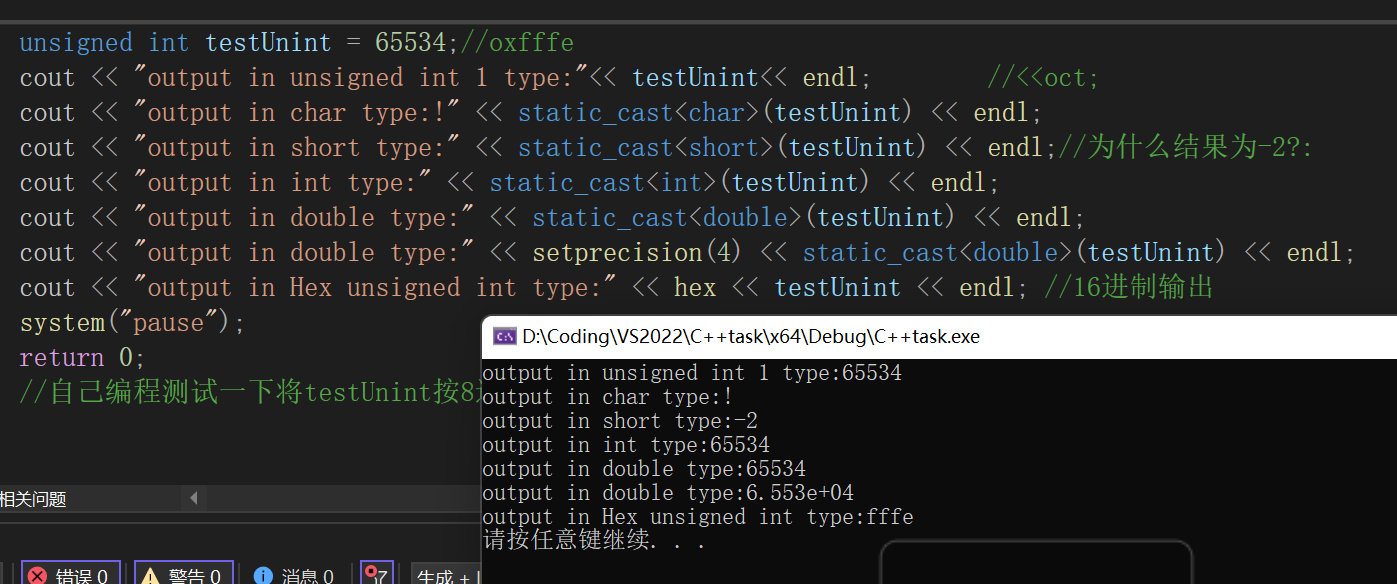 unsigned int testUnint = 65534;//oxfffe
cout << "output in unsigned int 1 type:"<< testUnint<< endl; //<<oct;
cout << "output in char type:!" << static_cast<char>(testUnint) << endl;
cout << "output in short type:" << static_cast<short>(testUnint) << endl;//为什么结果为-2?:
cout << "output in int type:" << static_cast<int>(testUnint) << endl;
cout << "output in double type:" << static_cast<double>(testUnint) << endl;
cout << "output in double type:" << setprecision(4) << static_cast<double>(testUnint) << endl;
cout << "output in Hex unsigned int type:" << hex << testUnint << endl; //16进制输出
system("pause");
return 0;
//自己编程测试一下将testUnint按8
D:\Coding\VS2022\C++task\x64\Debug\C++task.exe
output in unsigned int 1 type:65534
output in char type:!
output in short type:-2
output in int type:65534
output in double type:65534
output in double type:6.553e+04
output in Hex unsigned int type:fffe
请按任意键继续. . .
相关问题
错误 0 警告 0 消息 0 生成 +